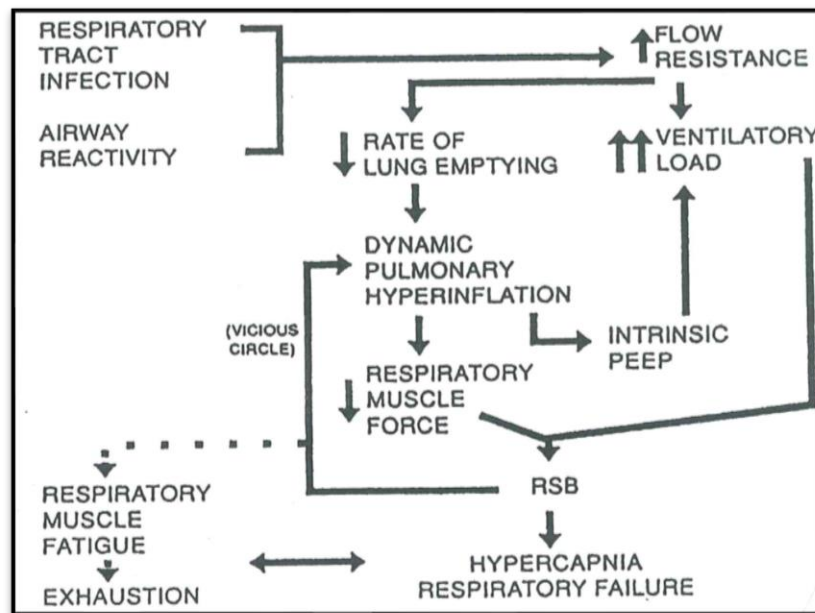 RESPIRATORY
TRACT
INFECTION
AIRWAY
REACTIVITY
FLOW
RESISTANCE
RATE OF
LUNG EMPTYING
VENTILATORY
LOAD
DYNAMIC
PULMONARY
HYPERINFLATION
(VICIOUS
CIRCLE)
INTRINSIC
PEEP
RESPIRATORY
MUSCLE
FORCE
RSB
RESPIRATORY
MUSCLE
FATIGUE
HYPERCAPNIA
RESPIRATORY FAILURE
EXHAUSTION